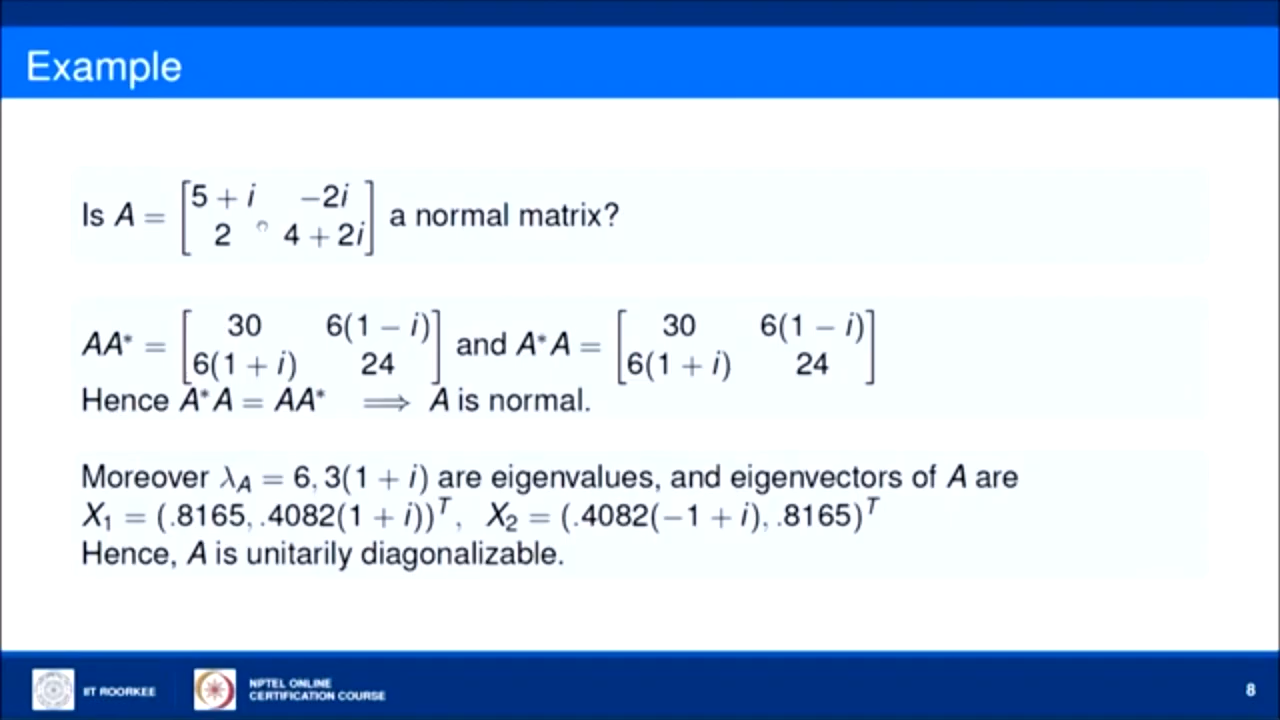 Example
Is A = [5 + i −2i; 2 4 + 2i] a normal matrix?
AA* = [30 6(1 − i); 6(1 + i) 24] and A*A = [30 6(1 − i); 6(1 + i) 24]
Hence A*A = AA* ⟹ A is normal.
Moreover λ_A = 6, 3(1 + i) are eigenvalues, and eigenvectors of A are
X₁ = (.8165, .4082(1 + i))ᵀ, X₂ = (.4082(−1 + i), .8165)ᵀ
Hence, A is unitarily diagonalizable.
IIT ROORKEE
NPTEL ONLINE
CERTIFICATION COURSE
8